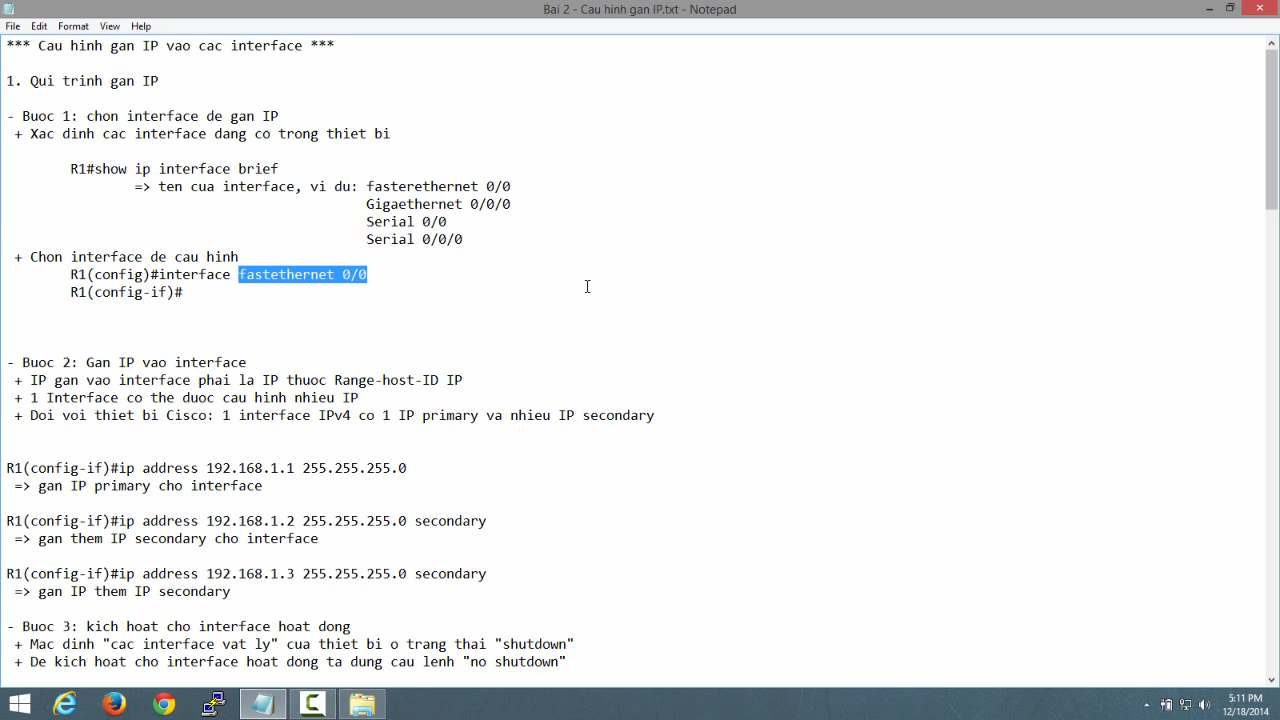 Bai 2 - Cau hinh gan IP.txt - Notepad
File Edit Format View Help
*** Cau hinh gan IP vao cac interface ***
1. Qui trinh gan IP
- Buoc 1: chon interface de gan IP
+ Xac dinh cac interface dang co trong thiet bi
R1#show ip interface brief
=> ten cua interface, vi du: fasterethernet 0/0
Gigaethernet 0/0/0
Serial 0/0
Serial 0/0/0
+ Chon interface de cau hinh
R1(config)#interface fastethernet 0/0
R1(config-if)#
- Buoc 2: Gan IP vao interface
+ IP gan vao interface phai la IP thuoc Range-host-ID IP
+ 1 Interface co the duoc cau hinh nhieu IP
+ Doi voi thiet bi Cisco: 1 interface IPv4 co 1 IP primary va nhieu IP secondary
R1(config-if)#ip address 192.168.1.1 255.255.255.0
=> gan IP primary cho interface
R1(config-if)#ip address 192.168.1.2 255.255.255.0 secondary
=> gan them IP secondary cho interface
R1(config-if)#ip address 192.168.1.3 255.255.255.0 secondary
=> gan IP them IP secondary
- Buoc 3: kich hoat cho interface hoat dong
+ Mac dinh "cac interface vat ly" cua thiet bi o trang thai "shutdown"
+ De kich hoat cho interface hoat dong ta dung cau lenh "no shutdown"
5:11 PM
12/18/2014